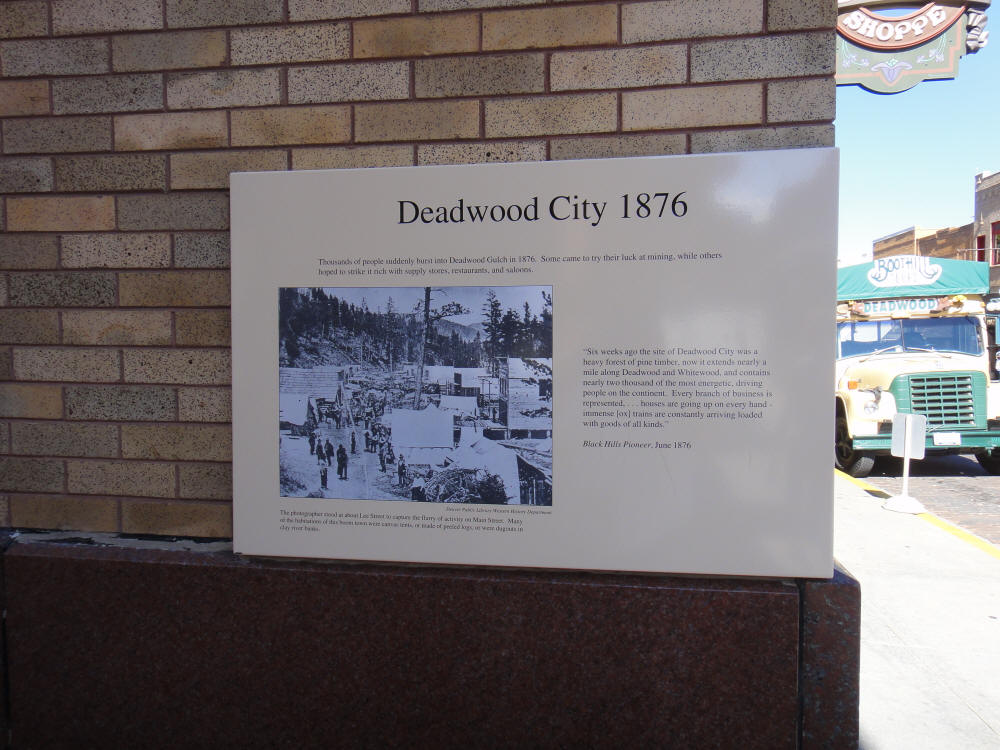 SHOPPE
Deadwood City 1876
Thousands of people suddenly burst into Deadwood Gulch in 1876. Some came to try their luck at mining, while others
hoped to strike it rich with supply stores, restaurants, and saloons.
"Six weeks ago the site of Deadwood City was a
heavy forest of pine timber, now it extends nearly a
mile along Deadwood and Whitewood, and contains
nearly two thousand of the most energetic, driving
people on the continent. Every branch of business is
represented, . . . houses are going up on every hand -
immense [ox] trains are constantly arriving loaded
with goods of all kinds."
Black Hills Pioneer, June 1876
Denver Public Library Western History Department
The photographer stood at about Lee Street to capture the flurry of activity on Main Street. Many
of the habitations of this boom town were canvas tents, or made of peeled logs, or were dugouts in
clay river banks.
BOOT HILL
DEADWOOD